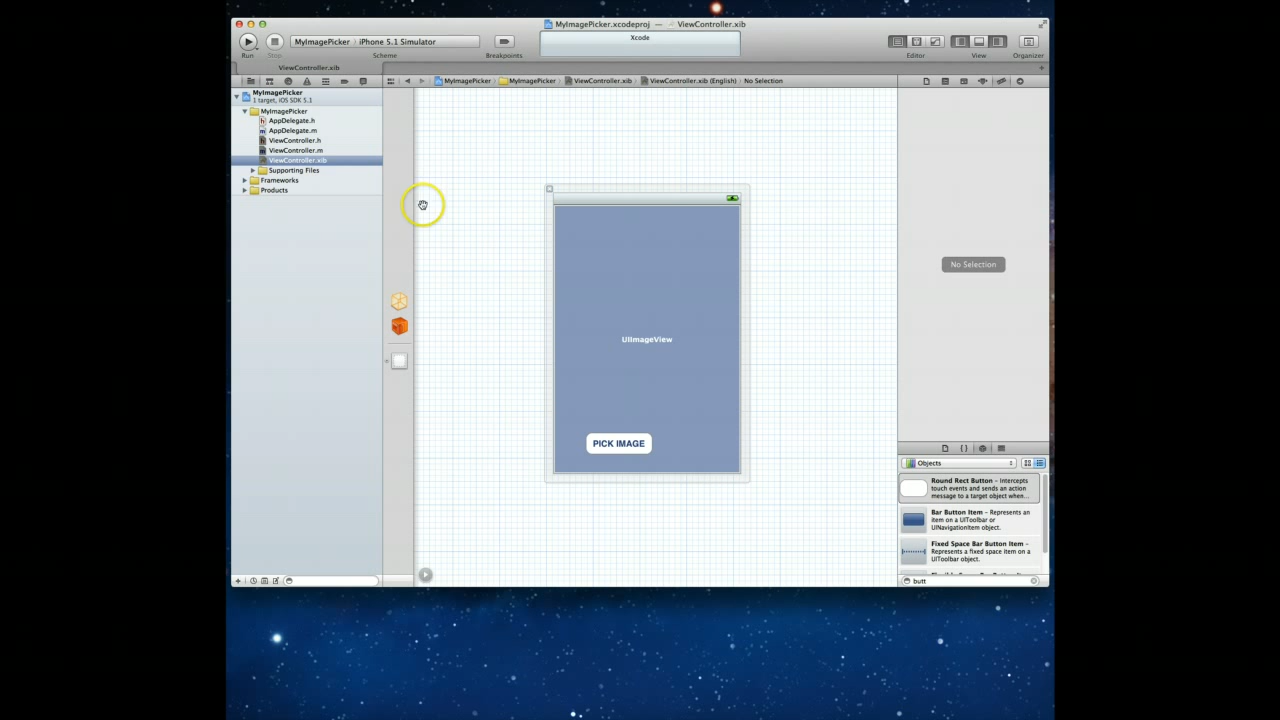 MyImagePicker.xcodeproj — ViewController.xib
MyImagePicker iPhone 5.1 Simulator
Xcode
Run Stop Scheme Breakpoints Editor View Organizer
ViewController.xib
MyImagePicker MyImagePicker ViewController.xib ViewController.xib (English) No Selection
MyImagePicker
1 target, iOS SDK 5.1
MyImagePicker
AppDelegate.h
AppDelegate.m
ViewController.h
ViewController.m
ViewController.xib
Supporting Files
Frameworks
Products
UIImageView
PICK IMAGE
No Selection
{ }
Objects
Round Rect Button - Intercepts
touch events and sends an action
message to a target object when...
Bar Button Item - Represents an
item on a UIToolbar or
UINavigationItem object.
Fixed Space Bar Button Item -
Represents a fixed space item on a
UIToolbar object.
butt